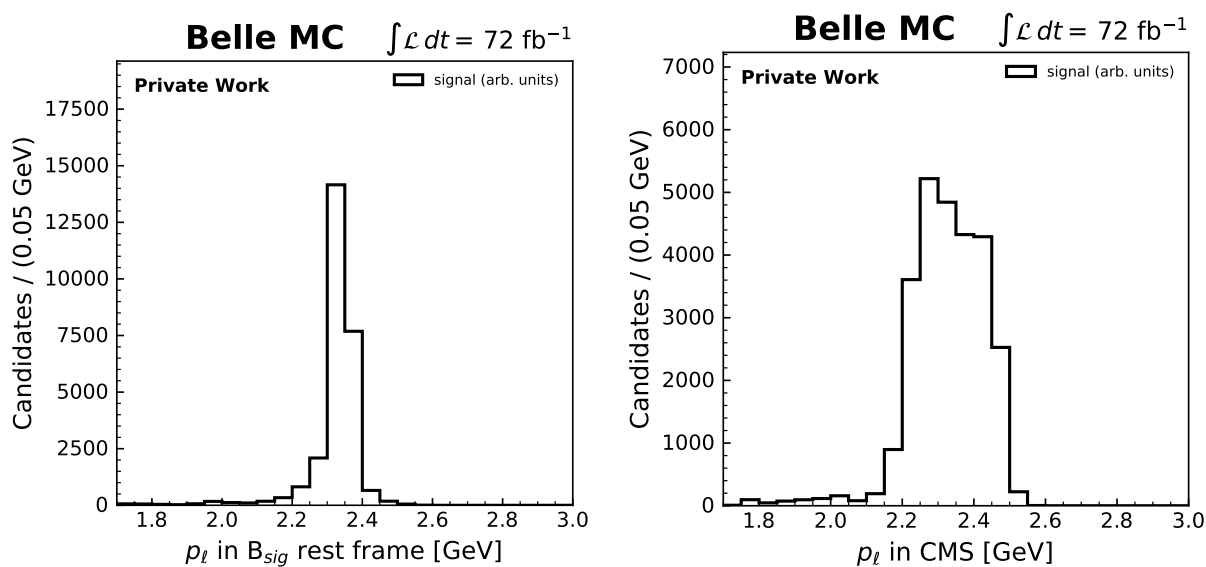 Belle MC ∫ℒ dt = 72 fb⁻¹
Private Work
signal (arb. units)
17500
15000
12500
10000
7500
5000
2500
0
Candidates / (0.05 GeV)
1.8 2.0 2.2 2.4 2.6 2.8 3.0
pℓ in Bsig rest frame [GeV]
Belle MC ∫ℒ dt = 72 fb⁻¹
Private Work
signal (arb. units)
7000
6000
5000
4000
3000
2000
1000
0
Candidates / (0.05 GeV)
1.8 2.0 2.2 2.4 2.6 2.8 3.0
pℓ in CMS [GeV]